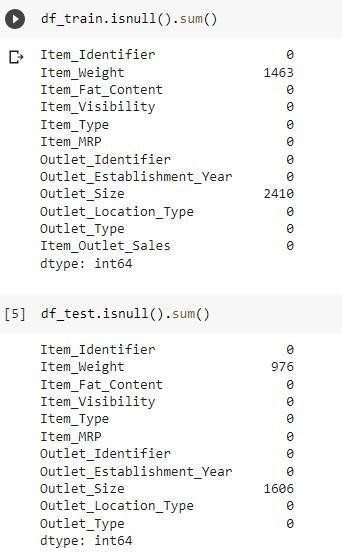 df_train.isnull().sum()
Item_Identifier 0
Item_Weight 1463
Item_Fat_Content 0
Item_Visibility 0
Item_Type 0
Item_MRP 0
Outlet_Identifier 0
Outlet_Establishment_Year 0
Outlet_Size 2410
Outlet_Location_Type 0
Outlet_Type 0
Item_Outlet_Sales 0
dtype: int64
[5] df_test.isnull().sum()
Item_Identifier 0
Item_Weight 976
Item_Fat_Content 0
Item_Visibility 0
Item_Type 0
Item_MRP 0
Outlet_Identifier 0
Outlet_Establishment_Year 0
Outlet_Size 1606
Outlet_Location_Type 0
Outlet_Type 0
dtype: int64